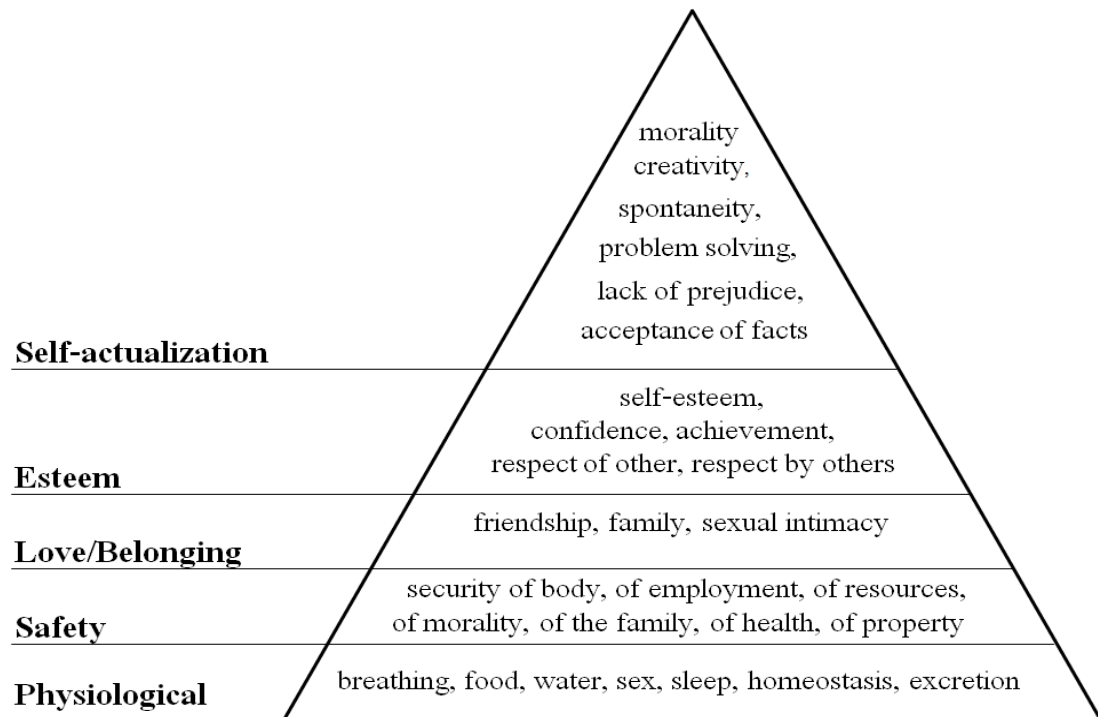 morality
creativity,
spontaneity,
problem solving,
lack of prejudice,
acceptance of facts
Self-actualization
self-esteem,
confidence, achievement,
respect of other, respect by others
Esteem
friendship, family, sexual intimacy
Love/Belonging
security of body, of employment, of resources,
of morality, of the family, of health, of property
Safety
breathing, food, water, sex, sleep, homeostasis, excretion
Physiological